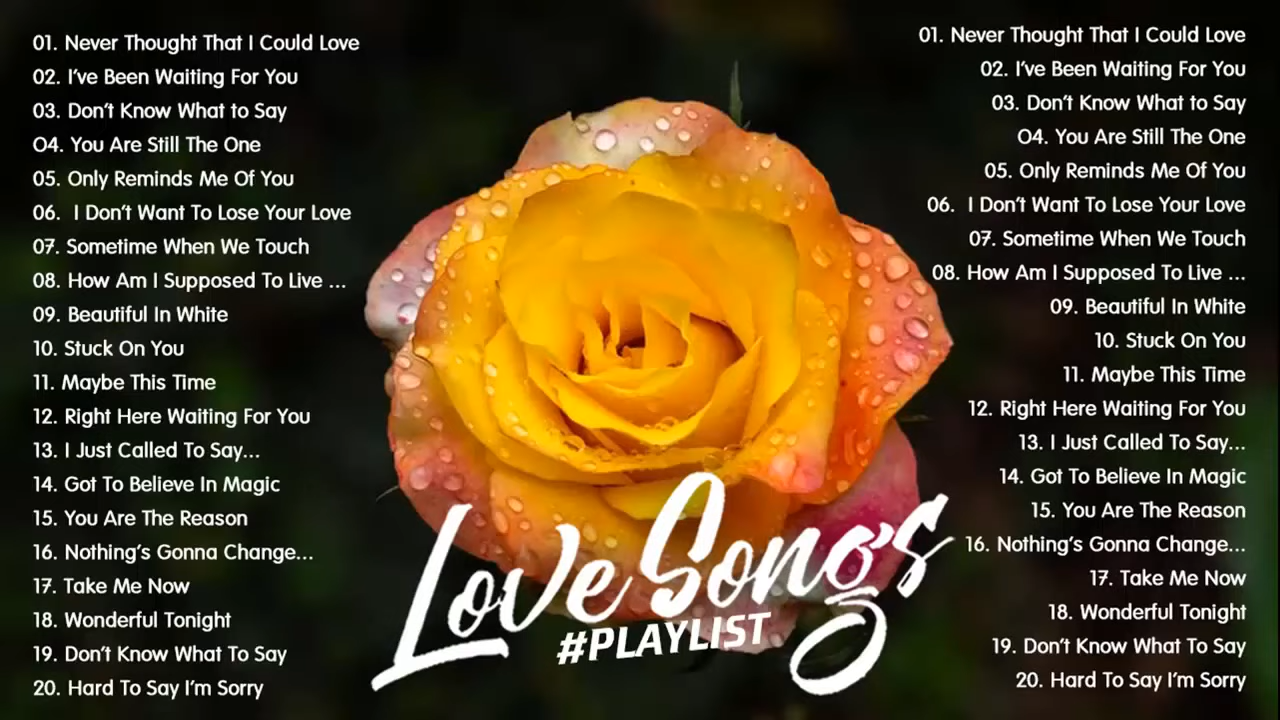 01. Never Thought That I Could Love
02. I've Been Waiting For You
03. Don't Know What to Say
O4. You Are Still The One
05. Only Reminds Me Of You
06.  I Don't Want To Lose Your Love
07. Sometime When We Touch
08. How Am I Supposed To Live ...
09. Beautiful In White
10. Stuck On You
11. Maybe This Time
12. Right Here Waiting For You
13. I Just Called To Say...
14. Got To Believe In Magic
15. You Are The Reason
16. Nothing's Gonna Change...
17. Take Me Now
18. Wonderful Tonight
19. Don't Know What To Say
20. Hard To Say I'm Sorry
Love Song's
#PLAYLIST
01. Never Thought That I Could Love
02. I've Been Waiting For You
03. Don't Know What to Say
O4. You Are Still The One
05. Only Reminds Me Of You
06.  I Don't Want To Lose Your Love
07. Sometime When We Touch
08. How Am I Supposed To Live ...
09. Beautiful In White
10. Stuck On You
11. Maybe This Time
12. Right Here Waiting For You
13. I Just Called To Say...
14. Got To Believe In Magic
15. You Are The Reason
16. Nothing's Gonna Change...
17. Take Me Now
18. Wonderful Tonight
19. Don't Know What To Say
20. Hard To Say I'm Sorry